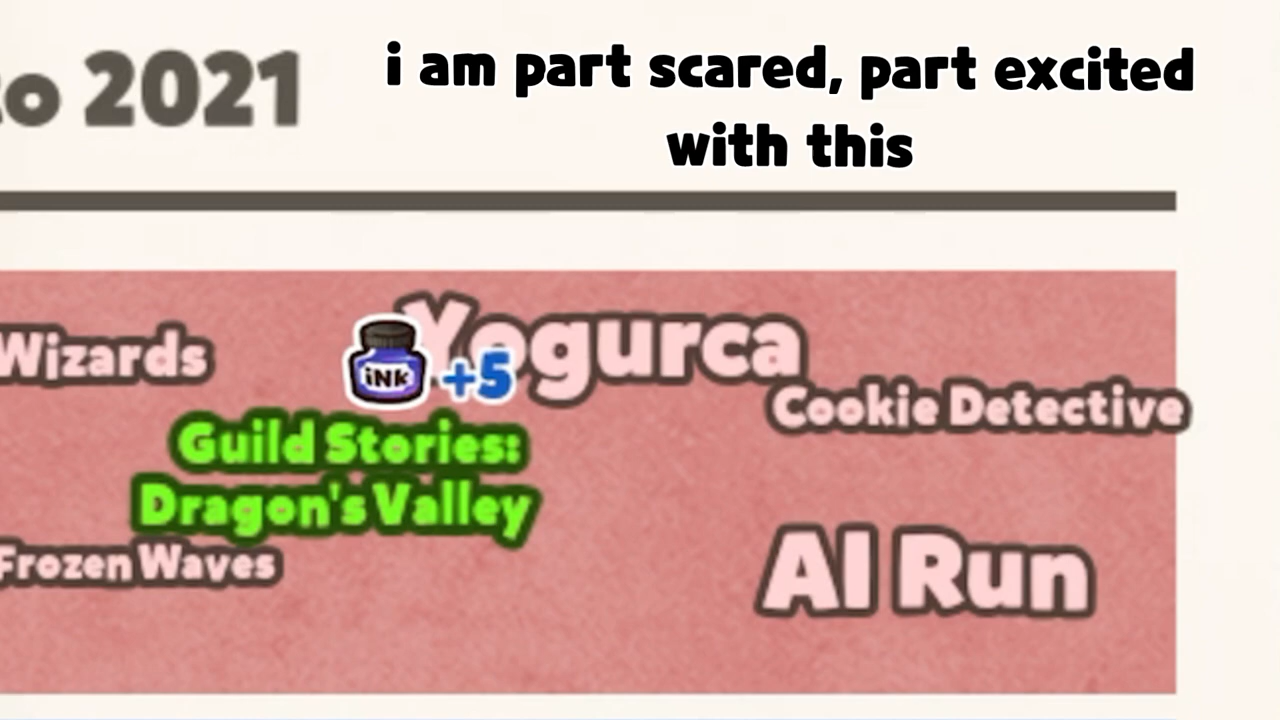 to 2021
i am part scared, part excited
with this
Wizards
Yogurca
iNK +5
Cookie Detective
Guild Stories:
Dragon's Valley
Frozen Waves
AI Run